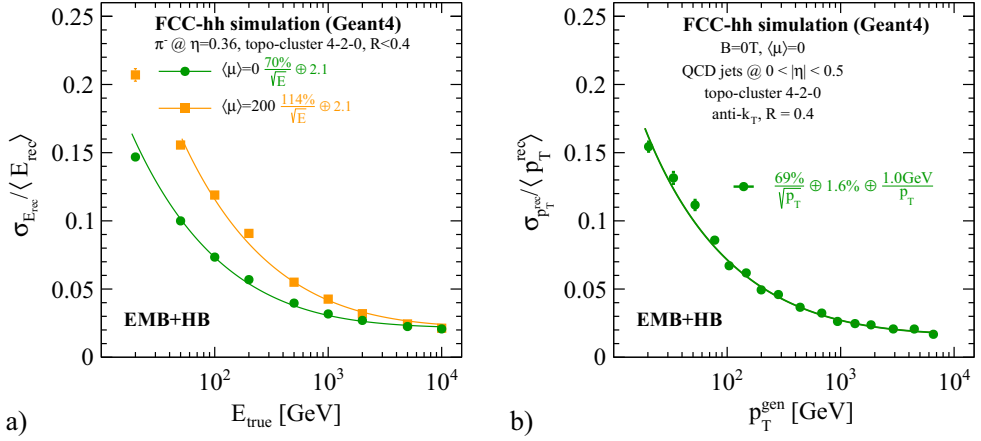 FCC-hh simulation (Geant4)
π⁻ @ η=0.36, topo-cluster 4-2-0, R<0.4
⟨μ⟩=0 70%/√E ⊕ 2.1
⟨μ⟩=200 114%/√E ⊕ 2.1
EMB+HB
σ_E_rec/⟨E_rec⟩
0.25
0.2
0.15
0.1
0.05
0
10² 10³ 10⁴
E_true [GeV]
a)
FCC-hh simulation (Geant4)
B=0T, ⟨μ⟩=0
QCD jets @ 0 < |η| < 0.5
topo-cluster 4-2-0
anti-k_T, R = 0.4
69%/√p_T ⊕ 1.6% ⊕ 1.0GeV/p_T
EMB+HB
σ_p_T^rec/⟨p_T^rec⟩
0.25
0.2
0.15
0.1
0.05
0
10² 10³ 10⁴
p_T^gen [GeV]
b)